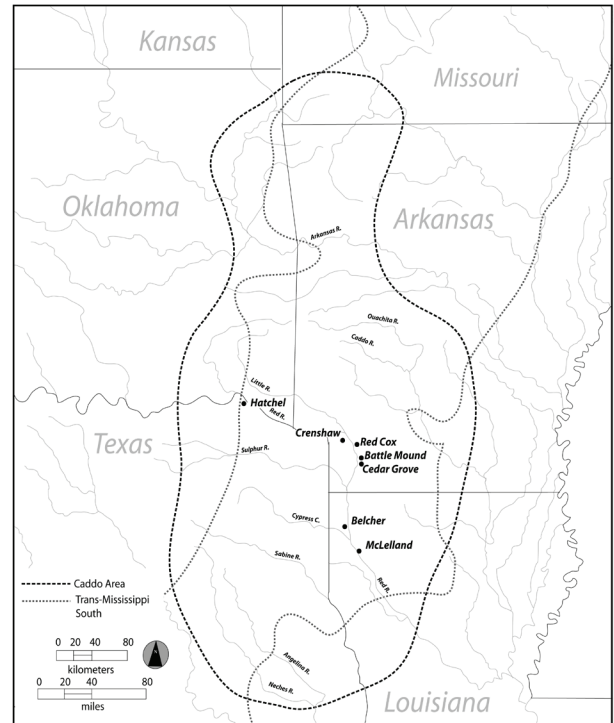 Kansas
Missouri
Oklahoma
Arkansas
Arkansas R.
Ouachita R.
Caddo R.
Little R.
Hatchel
Red R.
Crenshaw
Red Cox
Texas
Sulphur R.
Battle Mound
Cedar Grove
Cypress C.
Belcher
McLelland
Sabine R.
Red R.
Caddo Area
Trans-Mississippi
South
0 20 40 80
kilometers
0 20 40 80
miles
Angelina R.
Neches R.
Louisiana